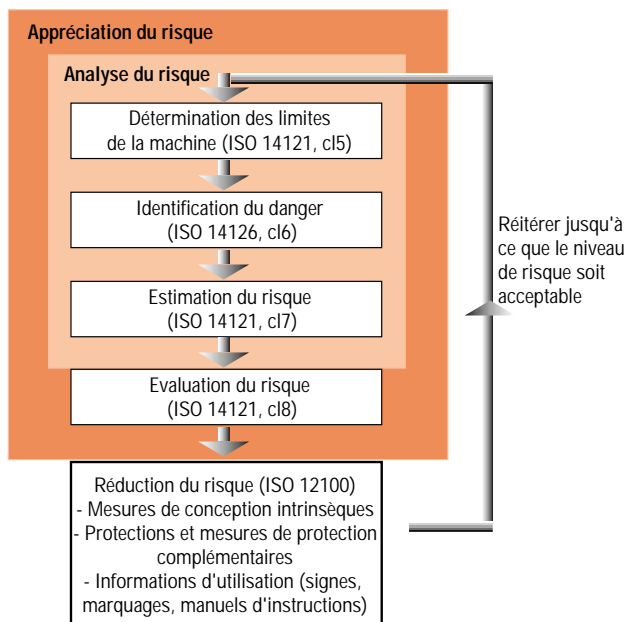 Appréciation du risque
Analyse du risque
Détermination des limites
de la machine (ISO 14121, cl5)
Identification du danger
(ISO 14126, cl6)
Estimation du risque
(ISO 14121, cl7)
Evaluation du risque
(ISO 14121, cl8)
Réduction du risque (ISO 12100)
- Mesures de conception intrinsèques
- Protections et mesures de protection
complémentaires
- Informations d'utilisation (signes,
marquages, manuels d'instructions)
Réitérer jusqu'à
ce que le niveau
de risque soit
acceptable